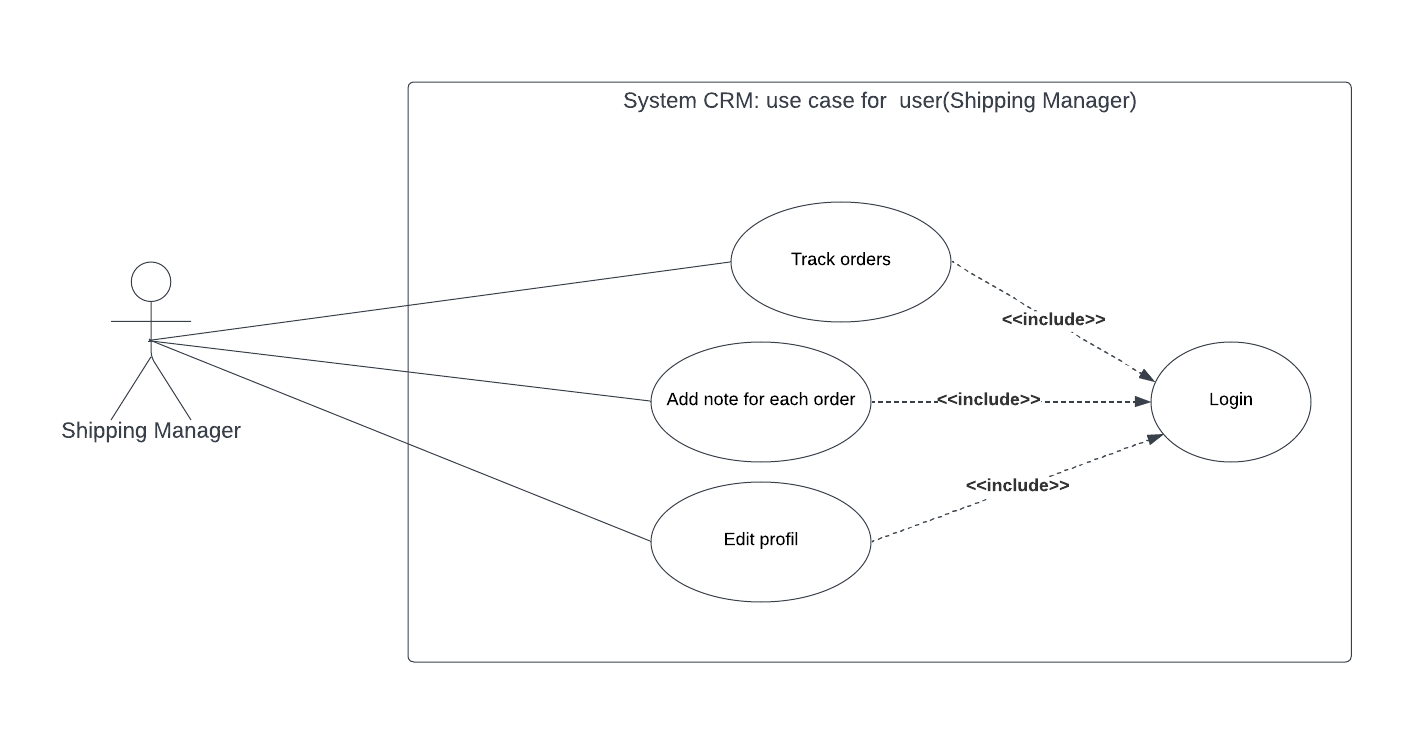 System CRM: use case for  user(Shipping Manager)
Track orders
<<include>>
Add note for each order
<<include>>
Login
Shipping Manager
<<include>>
Edit profil